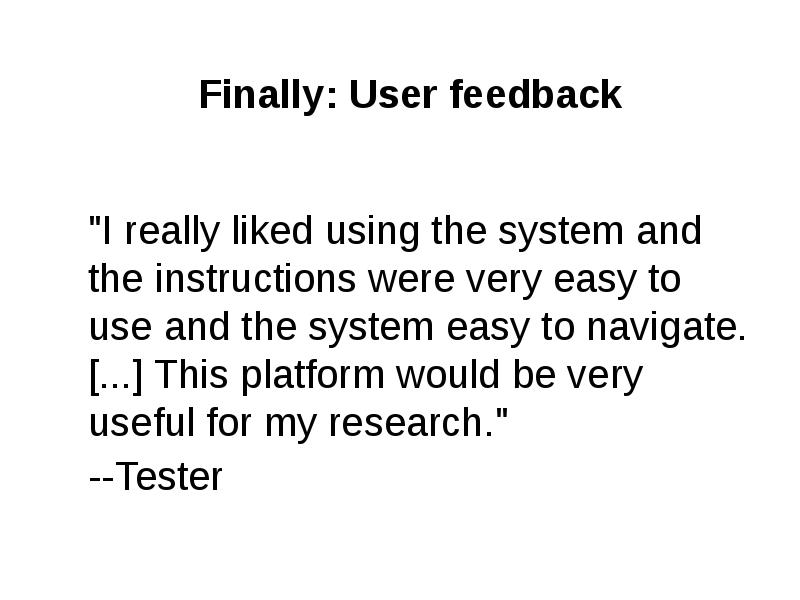 Finally: User feedback
"I really liked using the system and
the instructions were very easy to
use and the system easy to navigate.
[...] This platform would be very
useful for my research."
--Tester